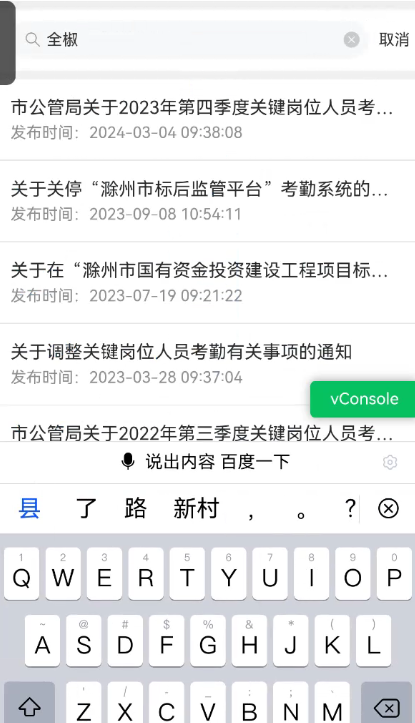 全椒
取消
市公管局关于2023年第四季度关键岗位人员考...
发布时间：2024-03-04 09:38:08
关于关停“滁州市标后监管平台”考勤系统的...
发布时间：2023-09-08 10:54:11
关于在“滁州市国有资金投资建设工程项目标...
发布时间：2023-07-19 09:21:22
关于调整关键岗位人员考勤有关事项的通知
发布时间：2023-03-28 09:37:04
vConsole
市公管局关于2022年第三季度关键岗位人员考...
说出内容 百度一下
县 了 路 新村 ， 。 ?
1 2 3 4 5 6 7 8 9 0
Q W E R T Y U I O P
~ @ # $ % & * ( )
A S D F G H J K L
' / - _ : ; 、
Z X C V B N M